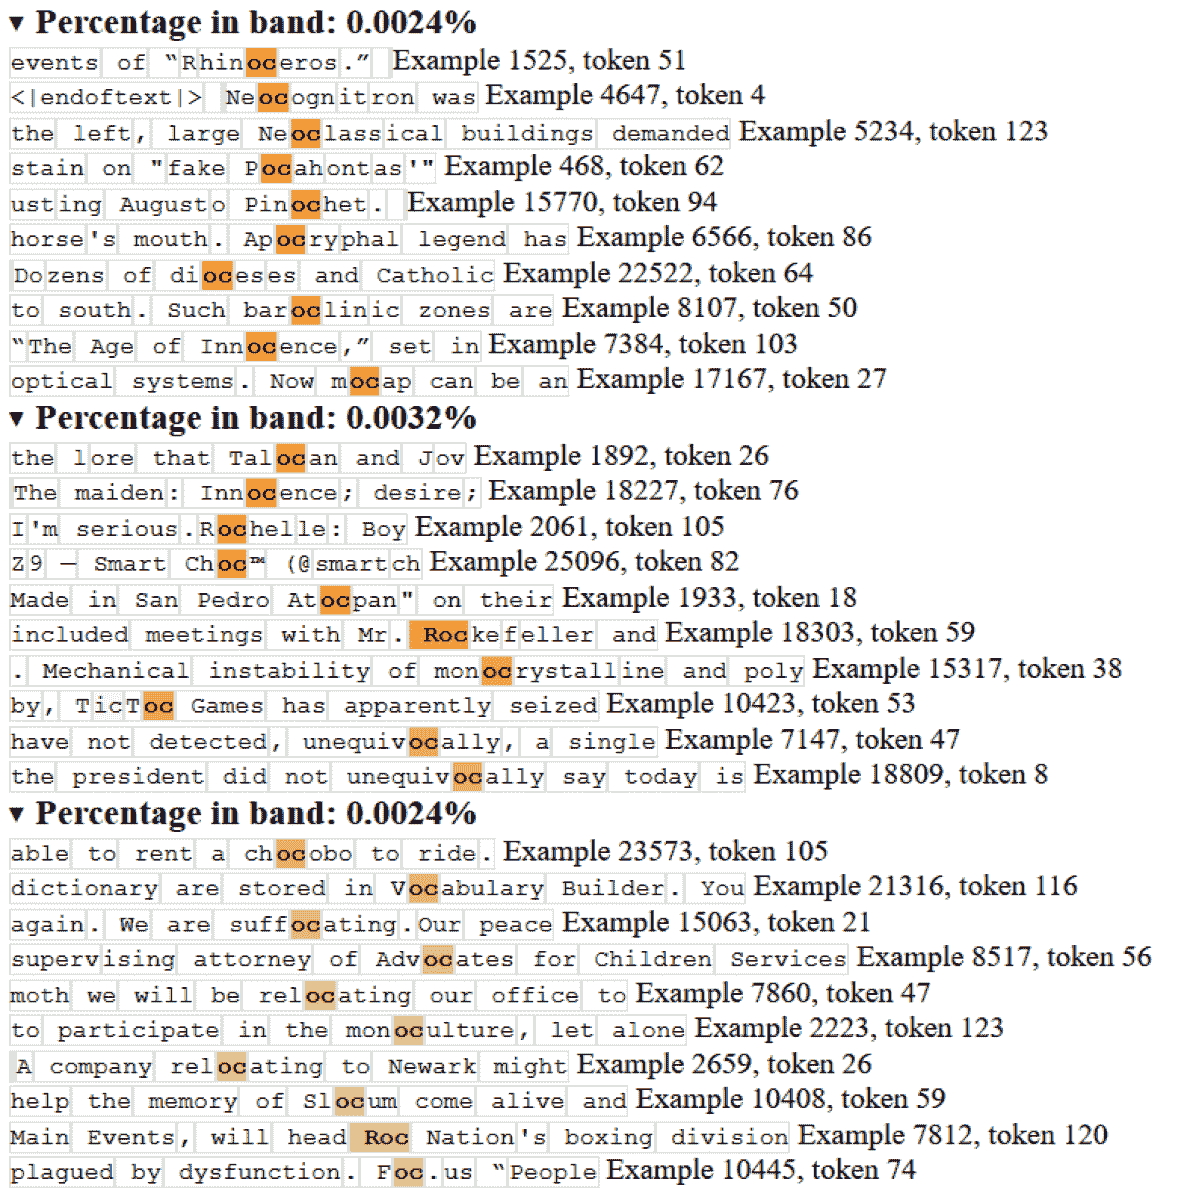 ▼ Percentage in band: 0.0024%
events of “Rhinoceros.” Example 1525, token 51
<|endoftext|> Neocognitron was Example 4647, token 4
the left, large Neoclassical buildings demanded Example 5234, token 123
stain on "fake Pocahontas'" Example 468, token 62
usting Augusto Pinochet. Example 15770, token 94
horse's mouth. Apocryphal legend has Example 6566, token 86
Dozens of dioceses and Catholic Example 22522, token 64
to south. Such baroclinic zones are Example 8107, token 50
“The Age of Innocence,” set in Example 7384, token 103
optical systems. Now mocap can be an Example 17167, token 27
▼ Percentage in band: 0.0032%
the lore that Talocan and Jov Example 1892, token 26
The maiden: Innocence; desire; Example 18227, token 76
I'm serious.Rochelle: Boy Example 2061, token 105
Z9 — Smart Choc™ (@smartch Example 25096, token 82
Made in San Pedro Atocpan" on their Example 1933, token 18
included meetings with Mr. Rockefeller and Example 18303, token 59
. Mechanical instability of monocrystalline and poly Example 15317, token 38
by, TicToc Games has apparently seized Example 10423, token 53
have not detected, unequivocally, a single Example 7147, token 47
the president did not unequivocally say today is Example 18809, token 8
▼ Percentage in band: 0.0024%
able to rent a chocobo to ride. Example 23573, token 105
dictionary are stored in Vocabulary Builder. You Example 21316, token 116
again. We are suffocating.Our peace Example 15063, token 21
supervising attorney of Advocates for Children Services Example 8517, token 56
moth we will be relocating our office to Example 7860, token 47
to participate in the monoculture, let alone Example 2223, token 123
A company relocating to Newark might Example 2659, token 26
help the memory of Slocum come alive and Example 10408, token 59
Main Events, will head Roc Nation's boxing division Example 7812, token 120
plagued by dysfunction. Foc.us “People Example 10445, token 74